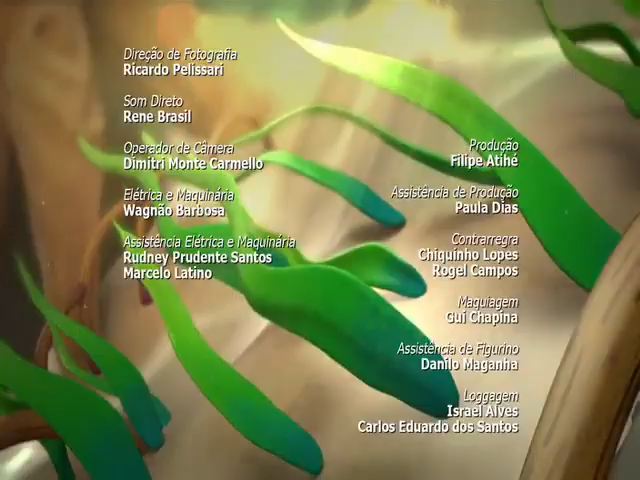 Direção de Fotografia
Ricardo Pelissari
Som Direto
Rene Brasil
Operador de Câmera
Dimitri Monte Carmello
Elétrica e Maquinária
Wagnão Barbosa
Assistência Elétrica e Maquinária
Rudney Prudente Santos
Marcelo Latino
Produção
Filipe Atihé
Assistência de Produção
Paula Dias
Contrarregra
Chiquinho Lopes
Rogel Campos
Maquiagem
Gui Chapina
Assistência de Figurino
Danilo Maganha
Loggagem
Israel Alves
Carlos Eduardo dos Santos